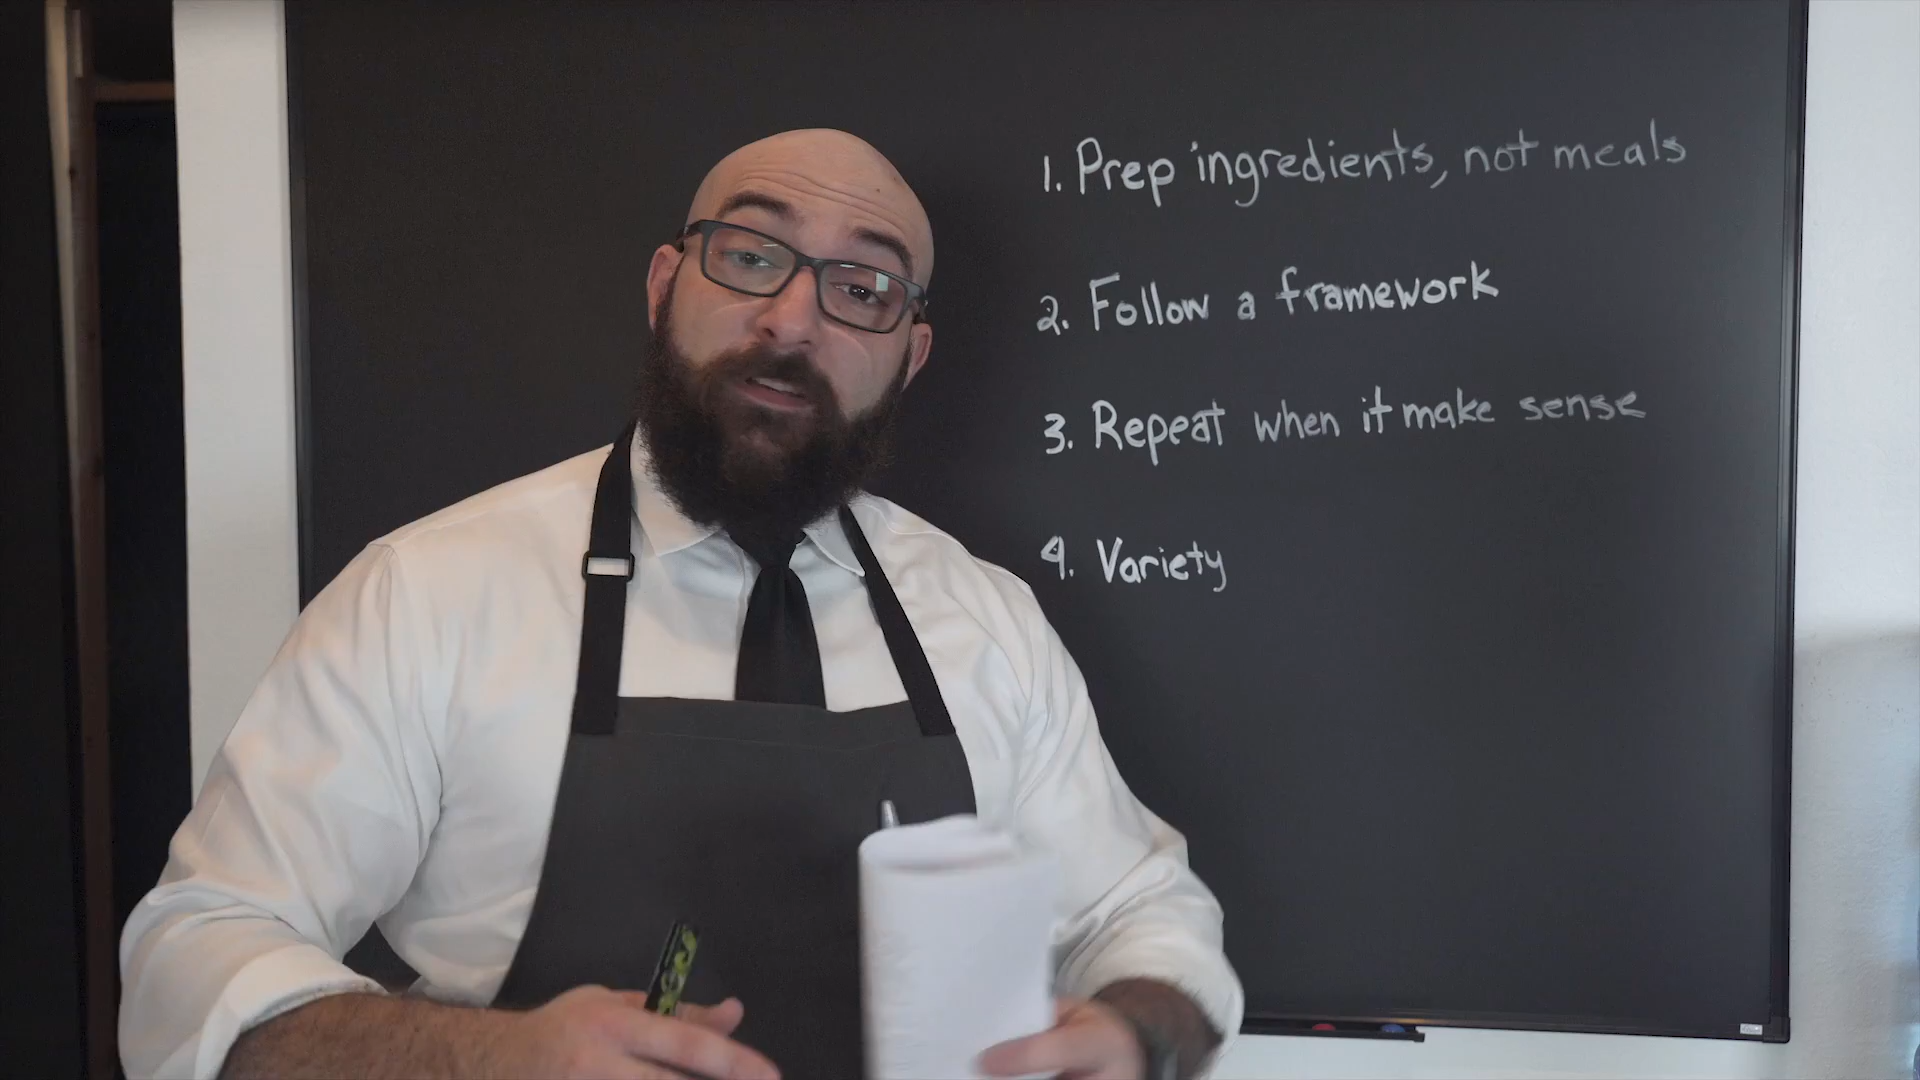 1. Prep ingredients, not meals
2. Follow a framework
3. Repeat when it make sense
4. Variety